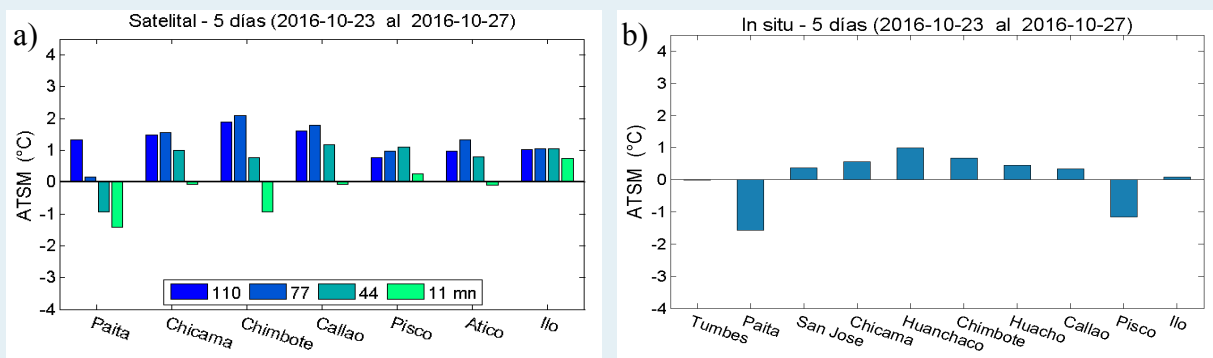 a)
Satelital - 5 días (2016-10-23 al 2016-10-27)
ATSM (°C)
4
3
2
1
0
-1
-2
-3
-4
110 77 44 11 mn
Paita Chicama Chimbote Callao Pisco Atico Ilo
b)
In situ - 5 días (2016-10-23 al 2016-10-27)
ATSM (°C)
4
3
2
1
0
-1
-2
-3
-4
Tumbes Paita San Jose Chicama Huanchaco Chimbote Huacho Callao Pisco Ilo